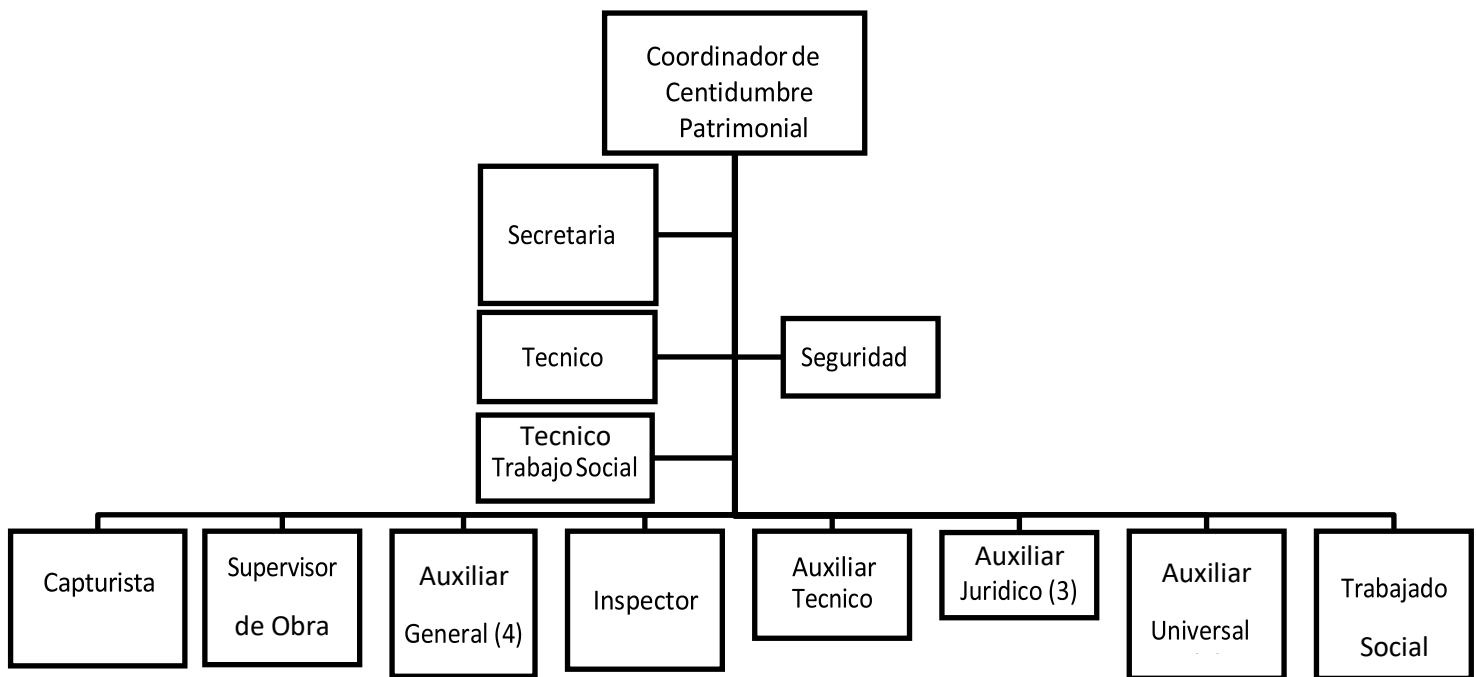 Coordinador de
Centidumbre
Patrimonial
Secretaria
Tecnico
Seguridad
Tecnico
Trabajo Social
Capturista
Supervisor
de Obra
Auxiliar
General (4)
Inspector
Auxiliar
Tecnico
Auxiliar
Juridico (3)
Auxiliar
Universal
Trabajado
Social